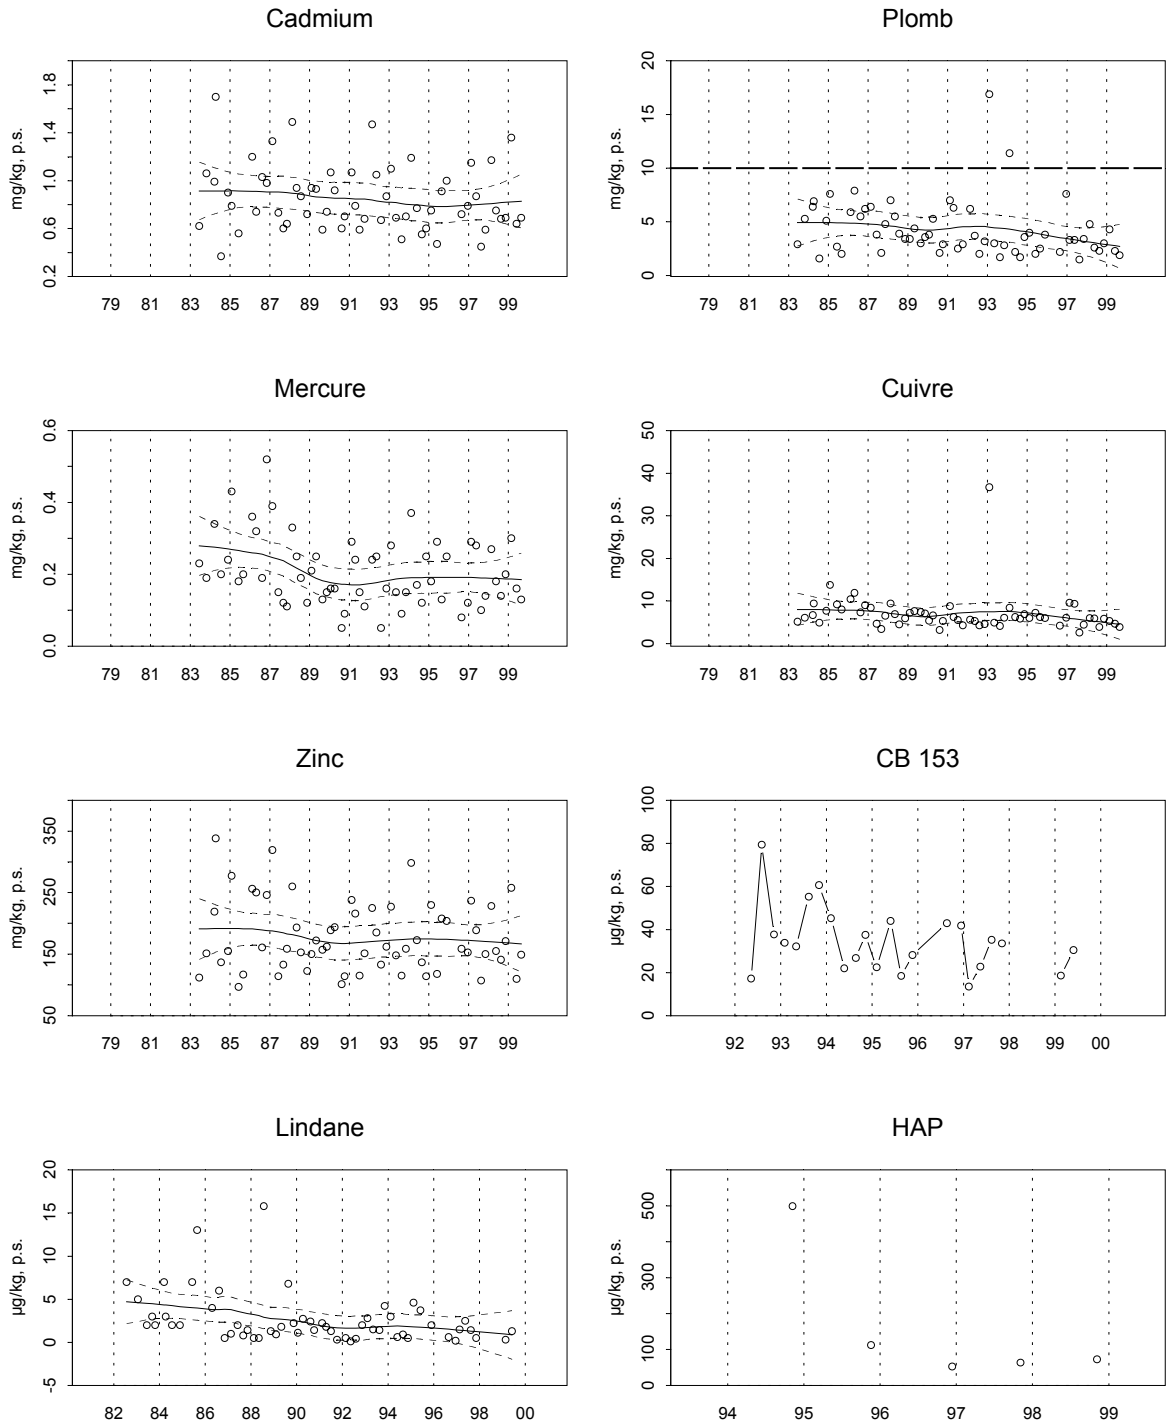 Cadmium
mg/kg, p.s.
0.2 0.6 1.0 1.4 1.8
79 81 83 85 87 89 91 93 95 97 99
Plomb
mg/kg, p.s.
0 5 10 15 20
79 81 83 85 87 89 91 93 95 97 99
Mercure
mg/kg, p.s.
0.0 0.2 0.4 0.6
79 81 83 85 87 89 91 93 95 97 99
Cuivre
mg/kg, p.s.
0 10 20 30 40 50
79 81 83 85 87 89 91 93 95 97 99
Zinc
mg/kg, p.s.
50 150 250 350
79 81 83 85 87 89 91 93 95 97 99
CB 153
µg/kg, p.s.
0 20 40 60 80 100
92 93 94 95 96 97 98 99 00
Lindane
µg/kg, p.s.
-5 0 5 10 15 20
82 84 86 88 90 92 94 96 98 00
HAP
µg/kg, p.s.
0 100 300 500
94 95 96 97 98 99